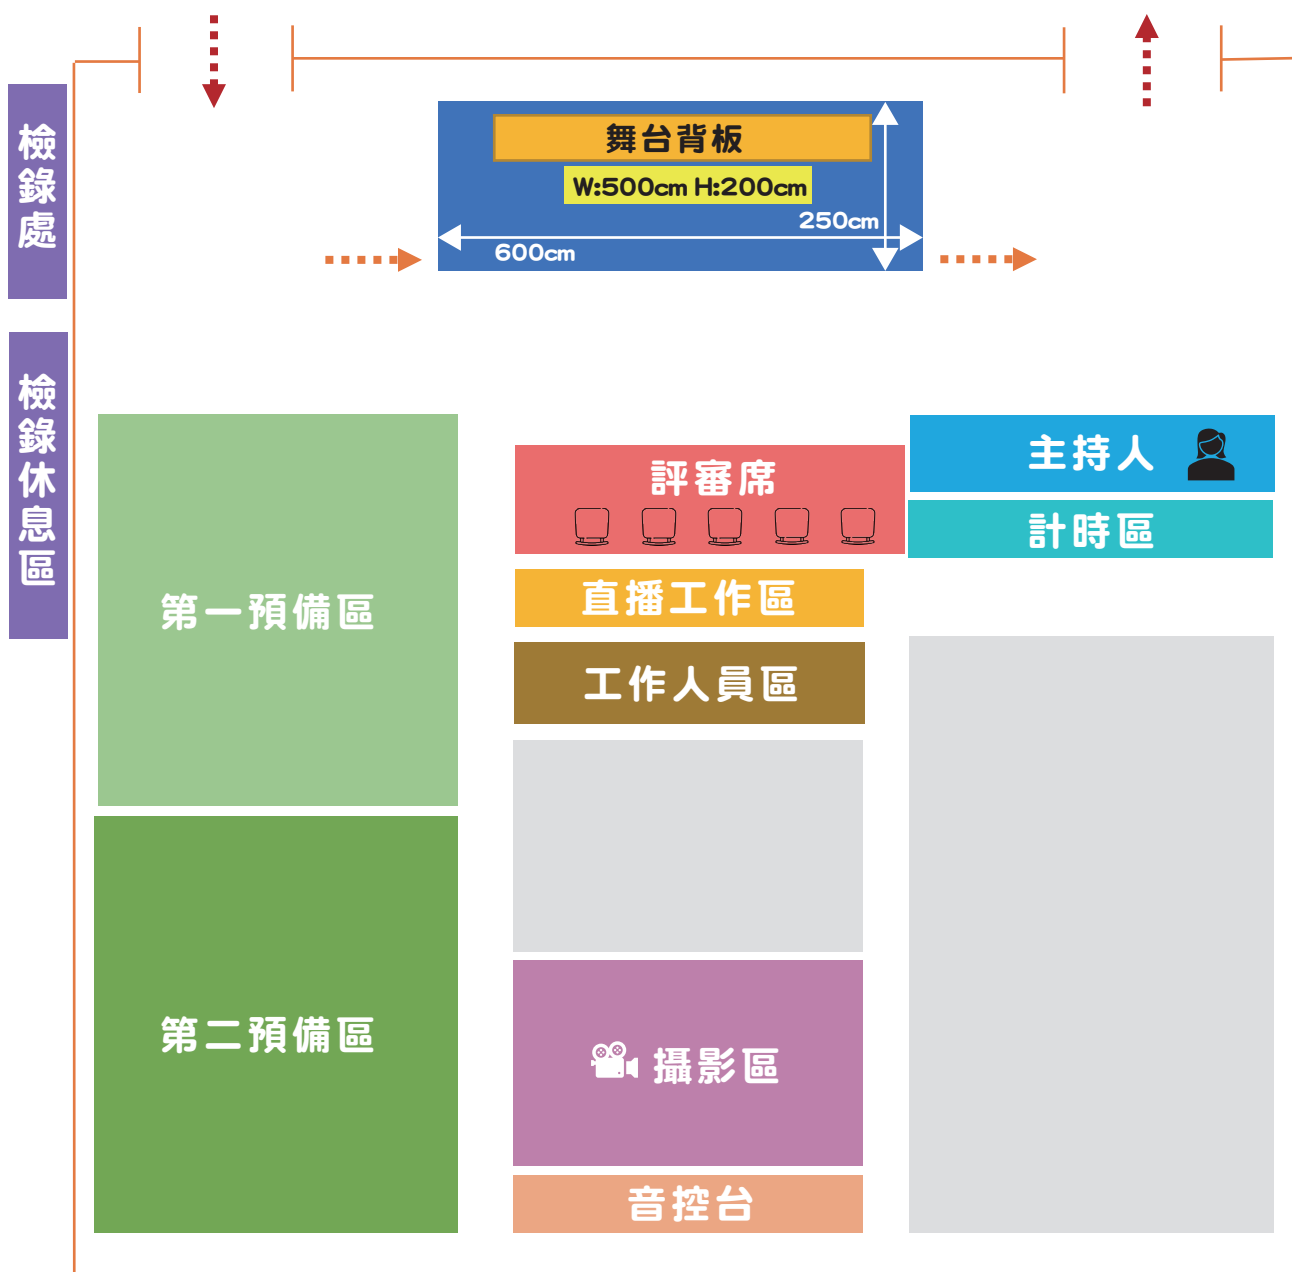 檢錄處
舞台背板
W:500cm H:200cm
250cm
600cm
檢錄休息區
第一預備區
評審席
主持人
計時區
直播工作區
工作人員區
第二預備區
攝影區
音控台